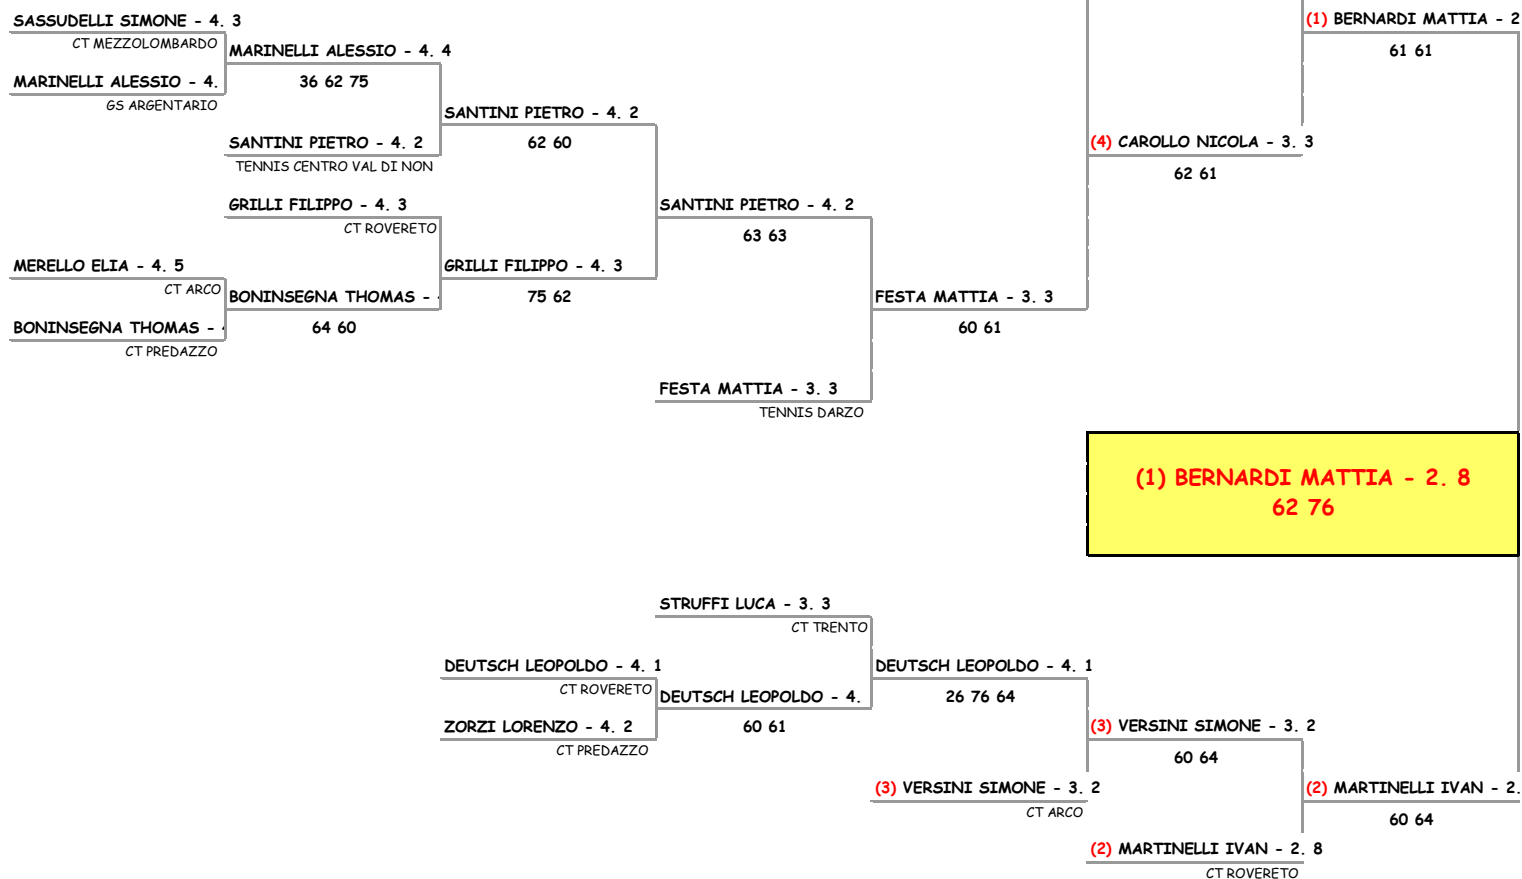 SASSUDELLI SIMONE - 4. 3
(1) BERNARDI MATTIA - 2
CT MEZZOLOMBARDO
MARINELLI ALESSIO - 4. 4
61 61
MARINELLI ALESSIO - 4.
36 62 75
GS ARGENTARIO
SANTINI PIETRO - 4. 2
SANTINI PIETRO - 4. 2
62 60
(4) CAROLLO NICOLA - 3. 3
TENNIS CENTRO VAL DI NON
62 61
GRILLI FILIPPO - 4. 3
SANTINI PIETRO - 4. 2
CT ROVERETO
63 63
MERELLO ELIA - 4. 5
GRILLI FILIPPO - 4. 3
CT ARCO
BONINSEGNA THOMAS -
75 62
FESTA MATTIA - 3. 3
BONINSEGNA THOMAS -
64 60
60 61
CT PREDAZZO
FESTA MATTIA - 3. 3
TENNIS DARZO
(1) BERNARDI MATTIA - 2. 8
62 76
STRUFFI LUCA - 3. 3
CT TRENTO
DEUTSCH LEOPOLDO - 4. 1
DEUTSCH LEOPOLDO - 4. 1
CT ROVERETO
DEUTSCH LEOPOLDO - 4.
26 76 64
ZORZI LORENZO - 4. 2
60 61
(3) VERSINI SIMONE - 3. 2
CT PREDAZZO
60 64
(3) VERSINI SIMONE - 3. 2
(2) MARTINELLI IVAN - 2.
CT ARCO
60 64
(2) MARTINELLI IVAN - 2. 8
CT ROVERETO